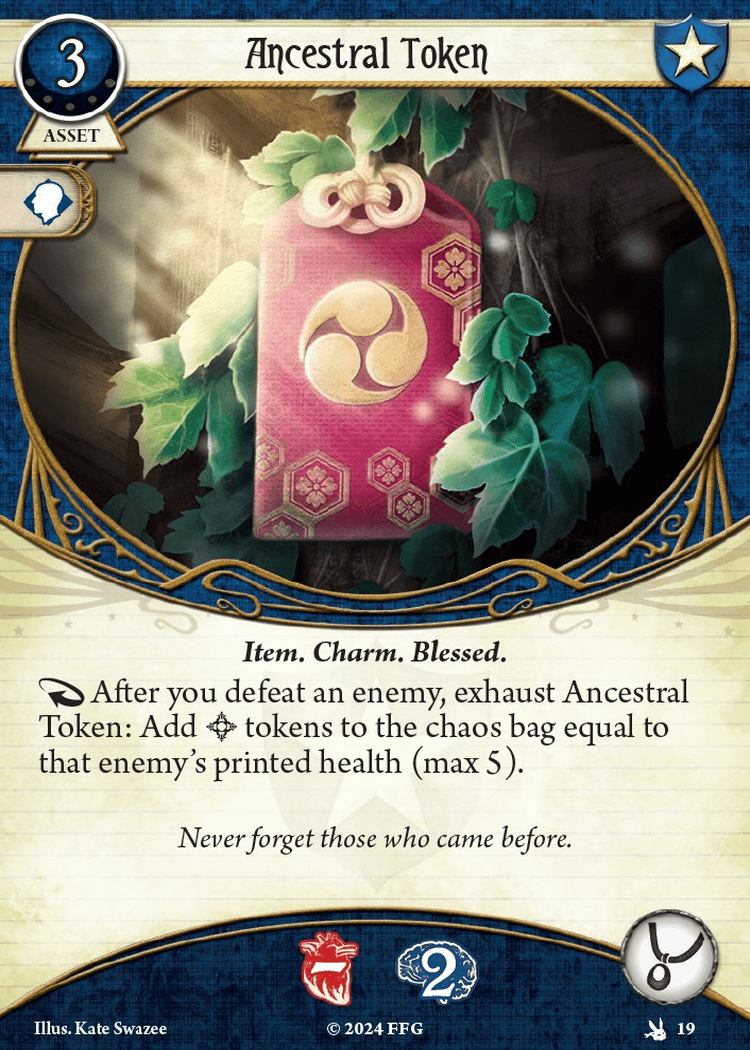 3
Ancestral Token
ASSET
Item. Charm. Blessed.
After you defeat an enemy, exhaust Ancestral
Token: Add tokens to the chaos bag equal to
that enemy's printed health (max 5).
Never forget those who came before.
–
2
Illus. Kate Swazee
© 2024 FFG
19